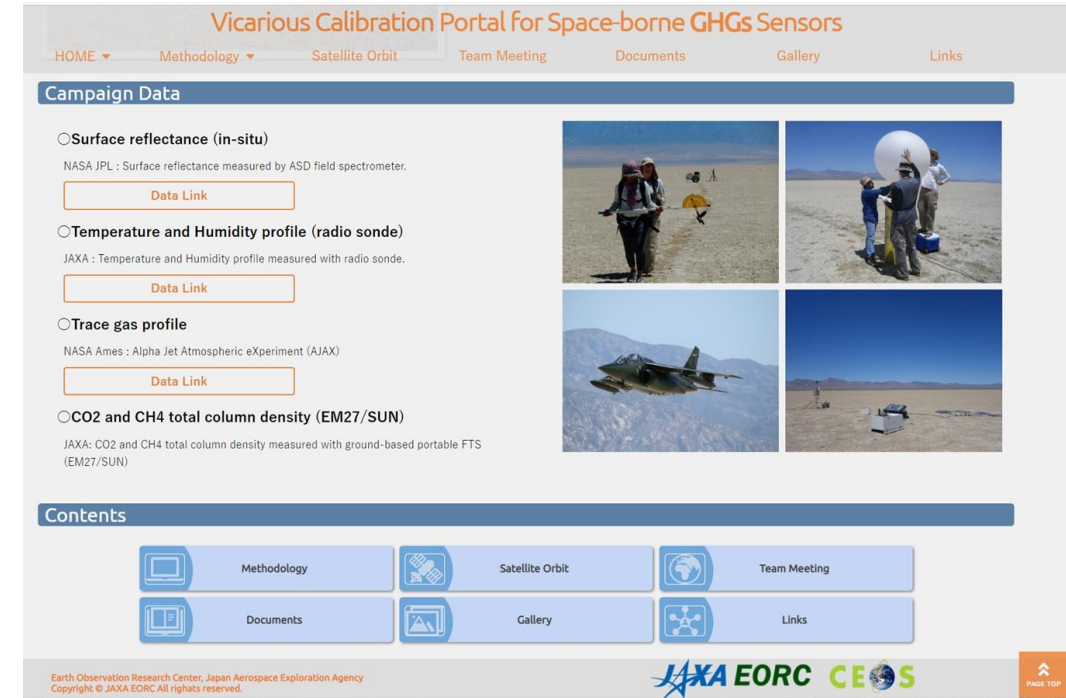 Vicarious Calibration Portal for Space-borne GHGs Sensors
HOME Methodology Satellite Orbit Team Meeting Documents Gallery Links
Campaign Data
○Surface reflectance (in-situ)
NASA JPL : Surface reflectance measured by ASD field spectrometer.
Data Link
○Temperature and Humidity profile (radio sonde)
JAXA : Temperature and Humidity profile measured with radio sonde.
Data Link
○Trace gas profile
NASA Ames : Alpha Jet Atmospheric eXperiment (AJAX)
Data Link
○CO2 and CH4 total column density (EM27/SUN)
JAXA: CO2 and CH4 total column density measured with ground-based portable FTS
(EM27/SUN)
Contents
Methodology Satellite Orbit Team Meeting
Documents Gallery Links
Earth Observation Research Center, Japan Aerospace Exploration Agency
Copyright © JAXA EORC All righats reserved.
JAXA EORC CEOS
PAGE TOP